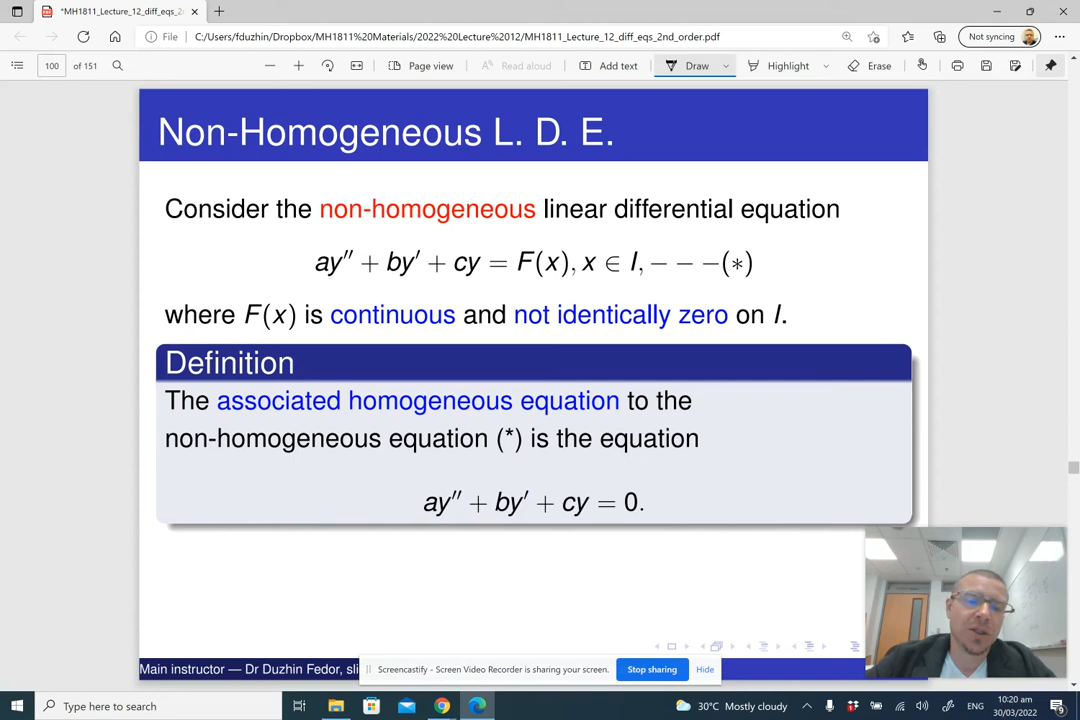 *MH1811_Lecture_12_diff_eqs_2
File
C:/Users/fduzhin/Dropbox/MH1811%20Materials/2022%20Lecture%2012/MH1811_Lecture_12_diff_eqs_2nd_order.pdf
Not syncing
100 of 151
Page view
Read aloud
Add text
Draw
Highlight
Erase
Non-Homogeneous L. D. E.
Consider the non-homogeneous linear differential equation
ay″ + by′ + cy = F(x), x ∈ I, − − −(∗)
where F(x) is continuous and not identically zero on I.
Definition
The associated homogeneous equation to the
non-homogeneous equation (*) is the equation
ay″ + by′ + cy = 0.
Main instructor — Dr Duzhin Fedor, sli
Screencastify - Screen Video Recorder is sharing your screen.
Stop sharing
Hide
Type here to search
30°C Mostly cloudy
ENG
10:20 am
30/03/2022